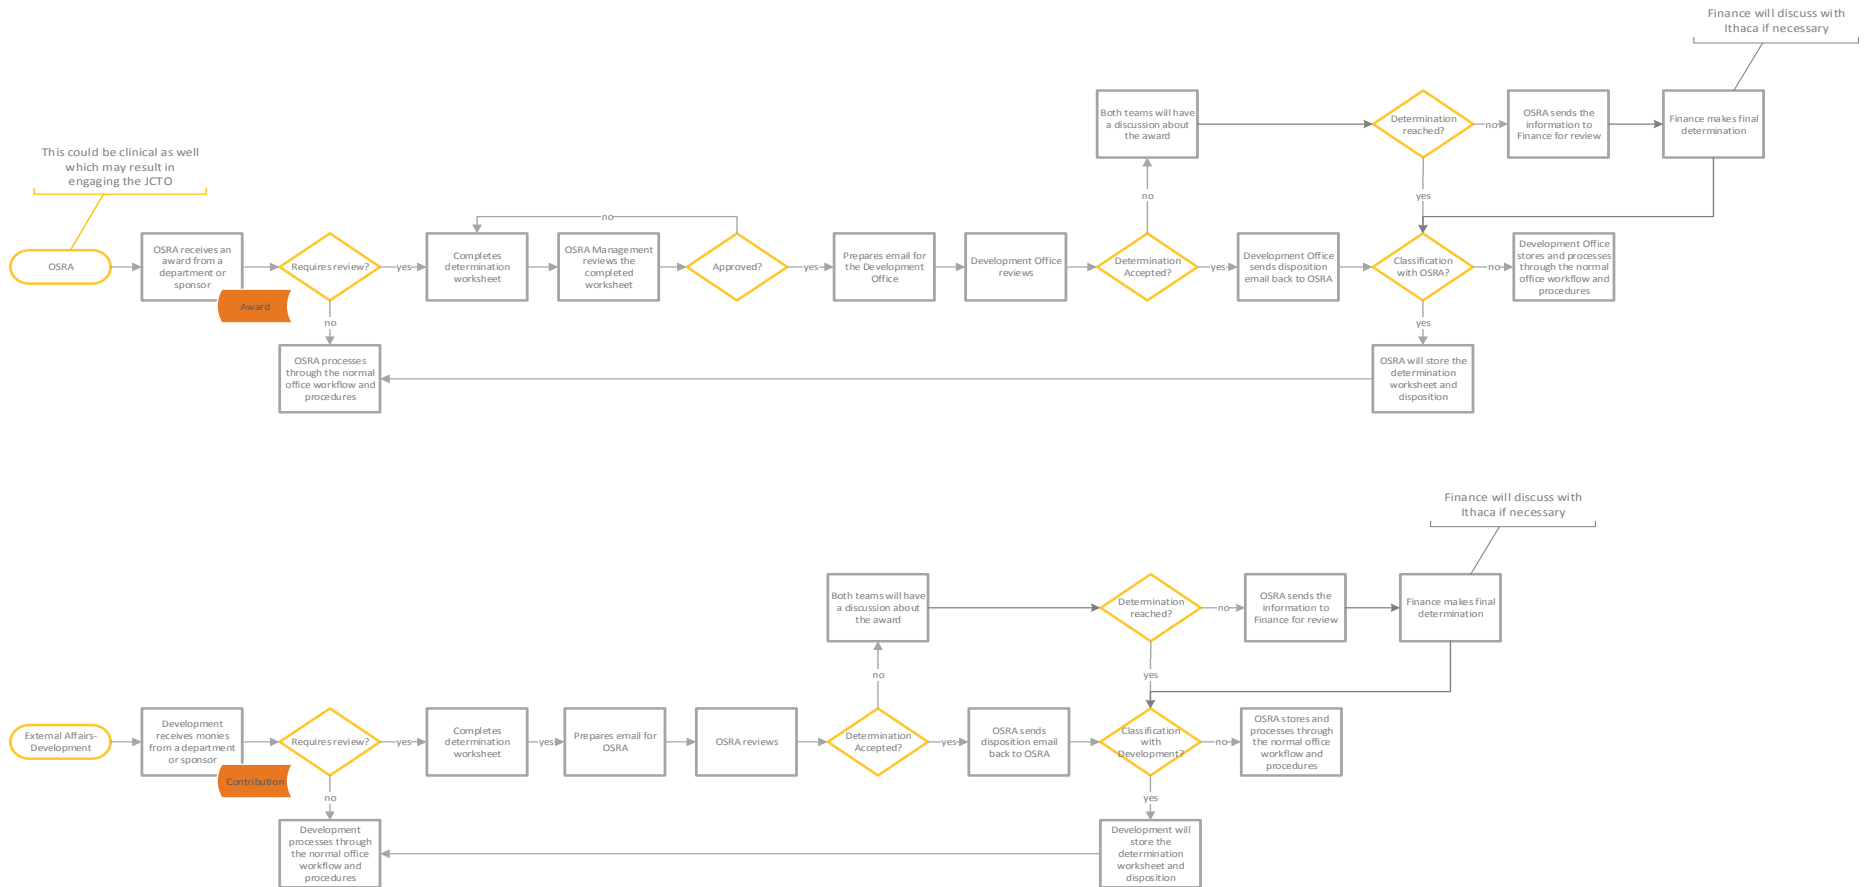 Finance will discuss with
Ithaca if necessary
Both teams will have
a discussion about
the award
Determination
reached?
no
OSRA sends the
information to
Finance for review
Finance makes final
determination
This could be clinical as well
which may result in
engaging the JCTO
no
yes
no
OSRA
OSRA receives an
award from a
department or
sponsor
Award
Requires review?
yes
Completes
determination
worksheet
OSRA Management
reviews the
completed
worksheet
Approved?
yes
Prepares email for
the Development
Office
Development Office
reviews
Determination
Accepted?
yes
Development Office
sends disposition
email back to OSRA
Classification
with OSRA?
no
Development Office
stores and processes
through the normal
office workflow and
procedures
no
yes
OSRA processes
through the normal
office workflow and
procedures
OSRA will store the
determination
worksheet and
disposition
Finance will discuss with
Ithaca if necessary
Both teams will have
a discussion about
the award
Determination
reached?
no
OSRA sends the
information to
Finance for review
Finance makes final
determination
no
yes
External Affairs-
Development
Development
receives monies
from a department
or sponsor
Contribution
Requires review?
yes
Completes
determination
worksheet
yes
Prepares email for
OSRA
OSRA reviews
Determination
Accepted?
yes
OSRA sends
disposition email
back to OSRA
Classification
with
Development?
no
OSRA stores and
processes through
the normal office
workflow and
procedures
no
yes
Development
processes through
the normal office
workflow and
procedures
Development will
store the
determination
worksheet and
disposition